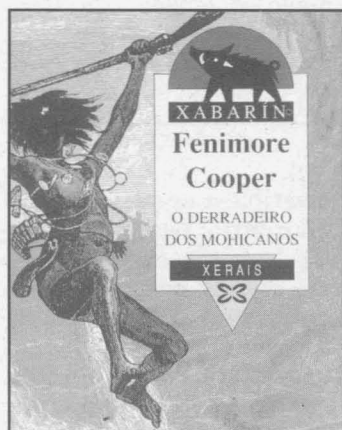 XABARÍN
Fenimore
Cooper
O DERRADEIRO
DOS MOHICANOS
XERAIS